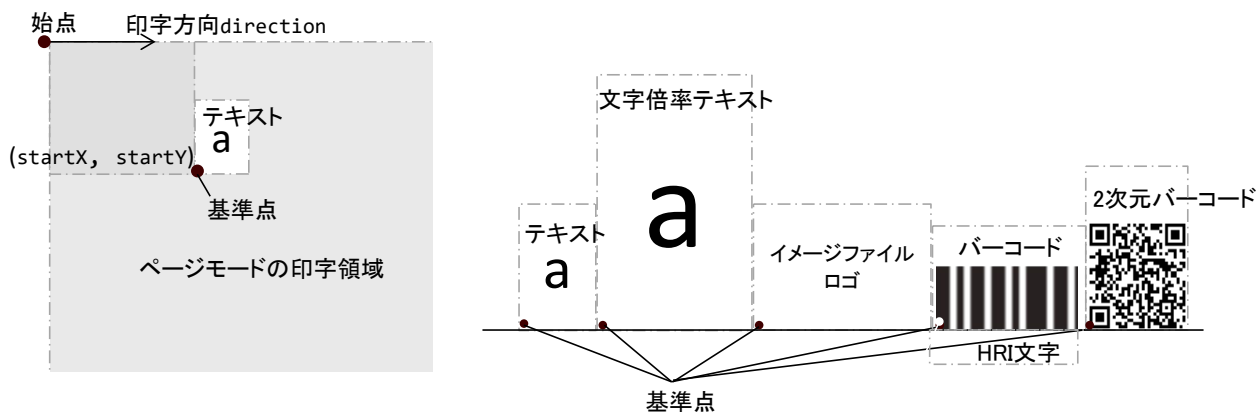 始点
印字方向direction
テキスト
a
(startX, startY)
基準点
ページモードの印字領域
テキスト
a
文字倍率テキスト
a
イメージファイル
ロゴ
バーコード
HRI文字
2次元バーコード
基準点